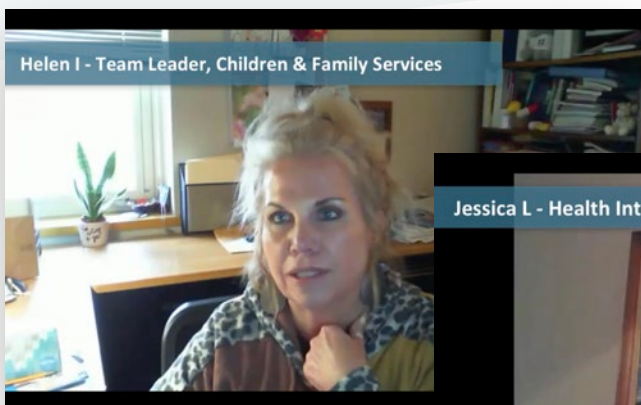 Helen I - Team Leader, Children & Family Services
Jessica L - Health Int